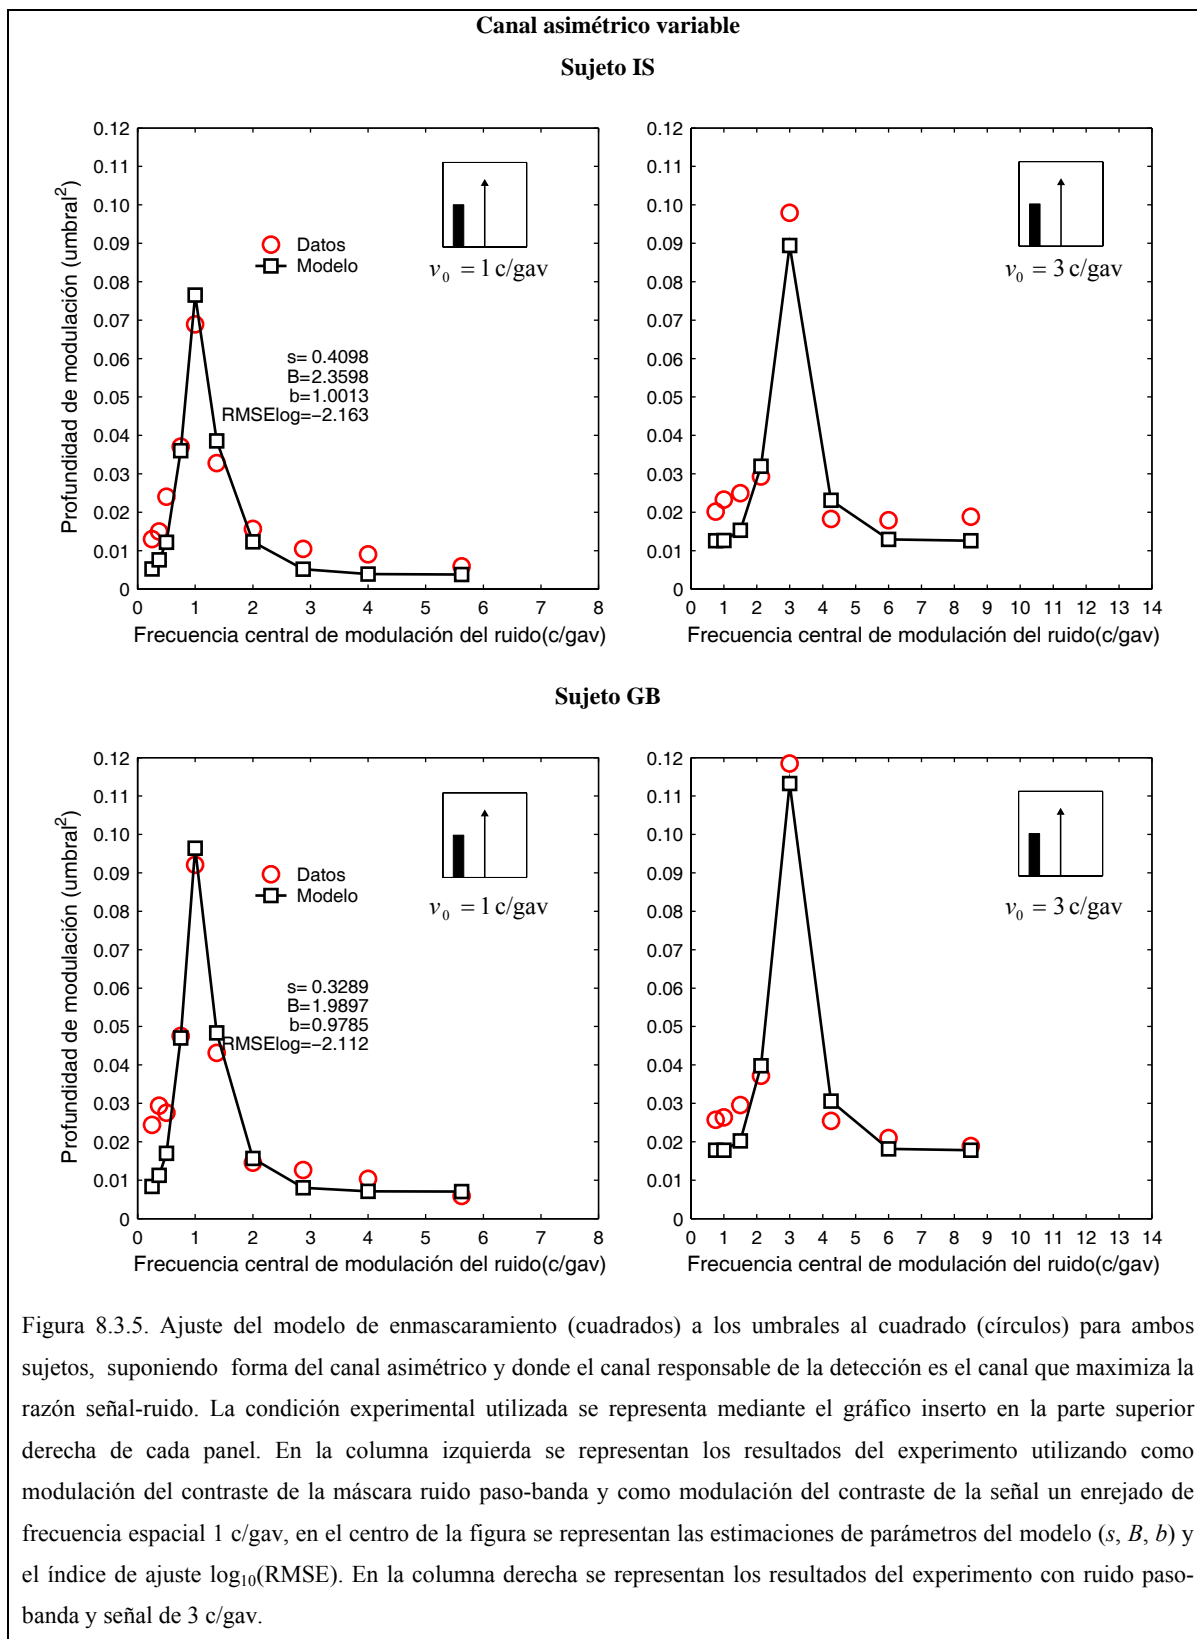 Canal asimétrico variable
Sujeto IS
0.12
0.11
0.10
0.09
0.08
0.07
0.06
0.05
0.04
0.03
0.02
0.01
0
Profundidad de modulación (umbral²)
Datos
Modelo
v₀ = 1 c/gav
s= 0.4098
B=2.3598
b=1.0013
RMSElog=−2.163
0 1 2 3 4 5 6 7 8
Frecuencia central de modulación del ruido(c/gav)
0.12
0.11
0.10
0.09
0.08
0.07
0.06
0.05
0.04
0.03
0.02
0.01
0
v₀ = 3 c/gav
0 1 2 3 4 5 6 7 8 9 10 11 12 13 14
Frecuencia central de modulación del ruido(c/gav)
Sujeto GB
0.12
0.11
0.10
0.09
0.08
0.07
0.06
0.05
0.04
0.03
0.02
0.01
0
Profundidad de modulación (umbral²)
Datos
Modelo
v₀ = 1 c/gav
s= 0.3289
B=1.9897
b=0.9785
RMSElog=−2.112
0 1 2 3 4 5 6 7 8
Frecuencia central de modulación del ruido(c/gav)
0.12
0.11
0.10
0.09
0.08
0.07
0.06
0.05
0.04
0.03
0.02
0.01
0
v₀ = 3 c/gav
0 1 2 3 4 5 6 7 8 9 10 11 12 13 14
Frecuencia central de modulación del ruido(c/gav)
Figura 8.3.5. Ajuste del modelo de enmascaramiento (cuadrados) a los umbrales al cuadrado (círculos) para ambos
sujetos, suponiendo forma del canal asimétrico y donde el canal responsable de la detección es el canal que maximiza la
razón señal-ruido. La condición experimental utilizada se representa mediante el gráfico inserto en la parte superior
derecha de cada panel. En la columna izquierda se representan los resultados del experimento utilizando como
modulación del contraste de la máscara ruido paso-banda y como modulación del contraste de la señal un enrejado de
frecuencia espacial 1 c/gav, en el centro de la figura se representan las estimaciones de parámetros del modelo (s, B, b) y
el índice de ajuste log₁₀(RMSE). En la columna derecha se representan los resultados del experimento con ruido paso-
banda y señal de 3 c/gav.